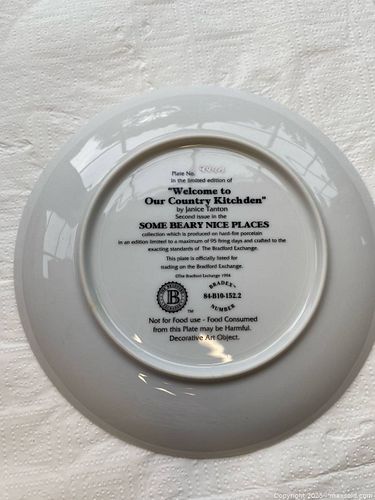 Plate No.
in the limited edition of
"Welcome to
Our Country Kitchden"
by Janice Tanton
Second issue in the
SOME BEARY NICE PLACES
collection which is produced on hard-fire porcelain
in an edition limited to a maximum of 95 firing days and crafted to the
exacting standards of The Bradford Exchange.
This plate is officially listed for
trading on the Bradford Exchange.
©The Bradford Exchange 1994
B
TM
BRADEX
84-B10-152.2
NUMBER
Not for Food use - Food Consumed
from this Plate may be Harmful.
Decorative Art Object.